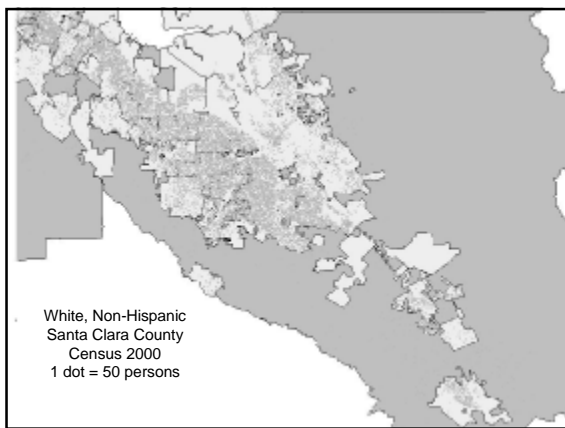 White, Non-Hispanic
Santa Clara County
Census 2000
1 dot = 50 persons